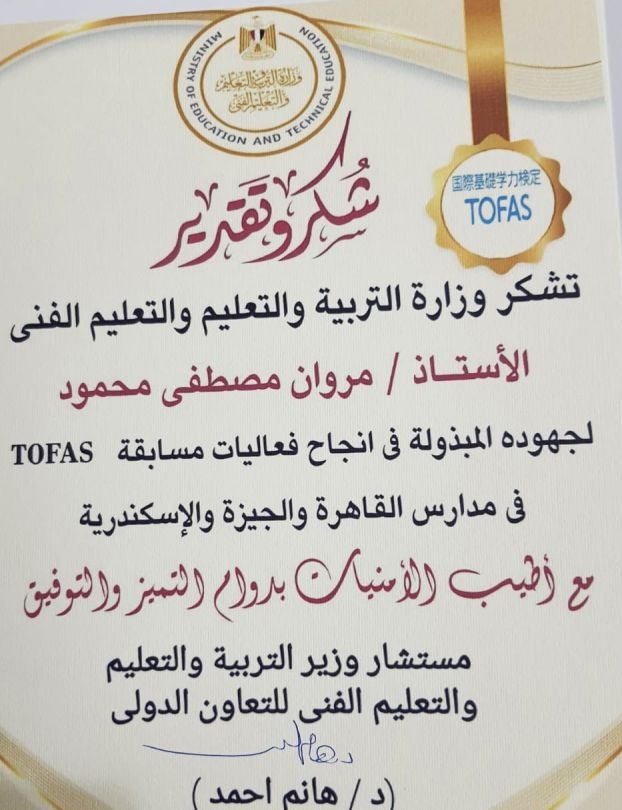 MINISTRY OF EDUCATION AND TECHNICAL EDUCATION
وزارة التربية والتعليم
والتعليم الفني
国際基礎学力検定
TOFAS
شكر وتقدير
تشكر وزارة التربية والتعليم والتعليم الفنى
الأستـــاذ / مروان مصطفى محمود
لجهوده المبذولة فى انجاح فعاليات مسابقة TOFAS
فى مدارس القاهرة والجيزة والإسكندرية
مع أطيب الأمنيات بدوام التميز والتوفيق
مستشار وزير التربية والتعليم
والتعليم الفنى للتعاون الدولى
(د / هانم احمد)